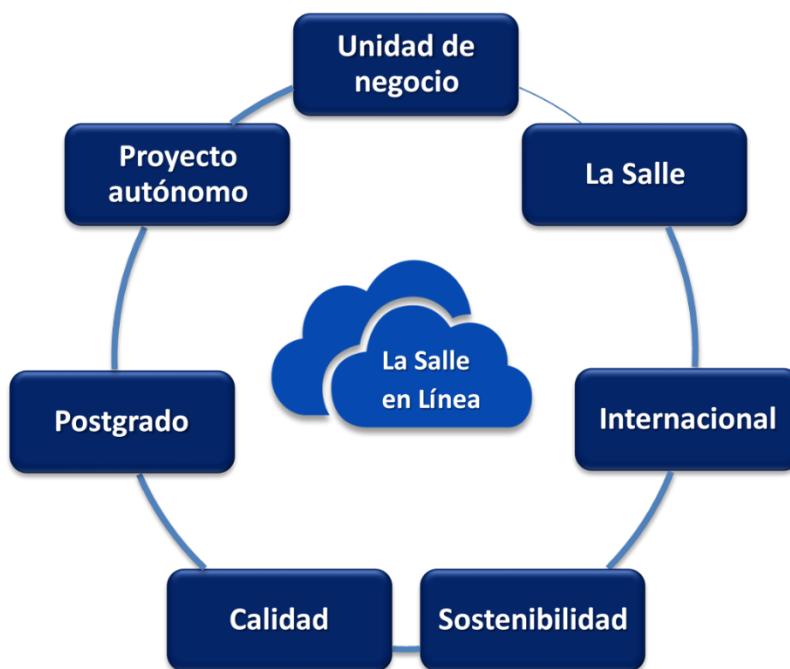 Unidad de
negocio
La Salle
Internacional
Sostenibilidad
Calidad
Postgrado
Proyecto
autónomo
La Salle
en Línea